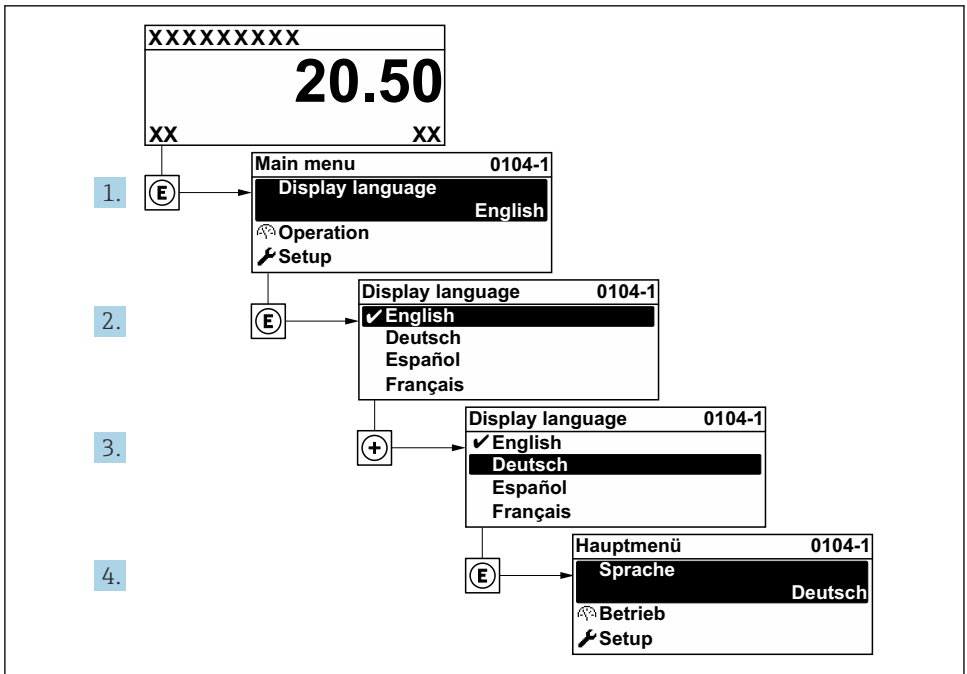 XXXXXXXXX
20.50
XX XX
1. E
Main menu 0104-1
Display language
English
Operation
Setup
2. E
Display language 0104-1
✔English
Deutsch
Español
Français
3. +
Display language 0104-1
✔English
Deutsch
Español
Français
4. E
Hauptmenü 0104-1
Sprache
Deutsch
Betrieb
Setup